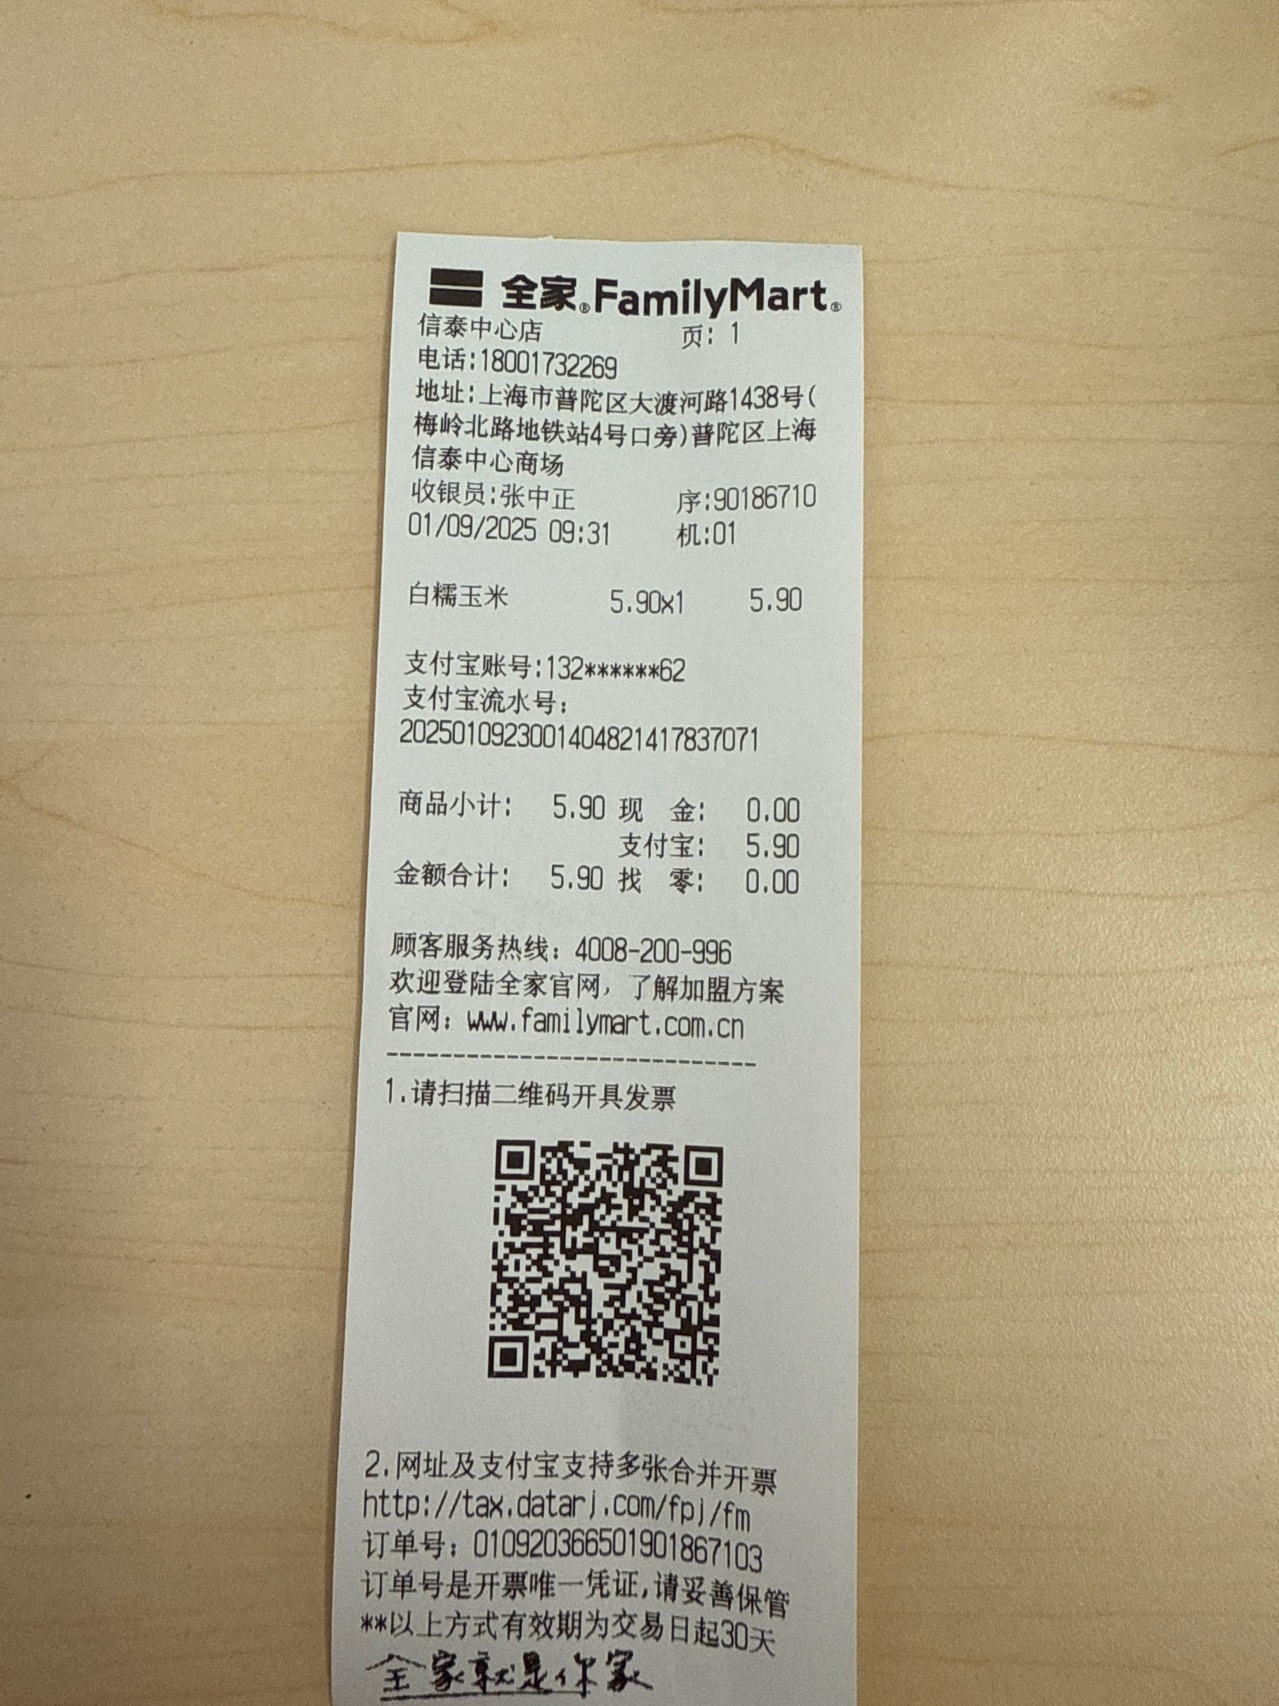 全家®FamilyMart®
信泰中心店 页: 1
电话:18001732269
地址:上海市普陀区大渡河路1438号(
梅岭北路地铁站4号口旁)普陀区上海
信泰中心商场
收银员:张中正 序:90186710
01/09/2025 09:31 机:01
白糯玉米 5.90x1 5.90
支付宝账号:132******62
支付宝流水号:
2025010923001404821417837071
商品小计: 5.90 现 金: 0.00
支付宝: 5.90
金额合计: 5.90 找 零: 0.00
顾客服务热线: 4008-200-996
欢迎登陆全家官网, 了解加盟方案
官网: www.familymart.com.cn
----------------------------
1.请扫描二维码开具发票
2.网址及支付宝支持多张合并开票
http://tax.datarj.com/fpj/fm
订单号: 010920366501901867103
订单号是开票唯一凭证,请妥善保管
**以上方式有效期为交易日起30天
全家就是你家